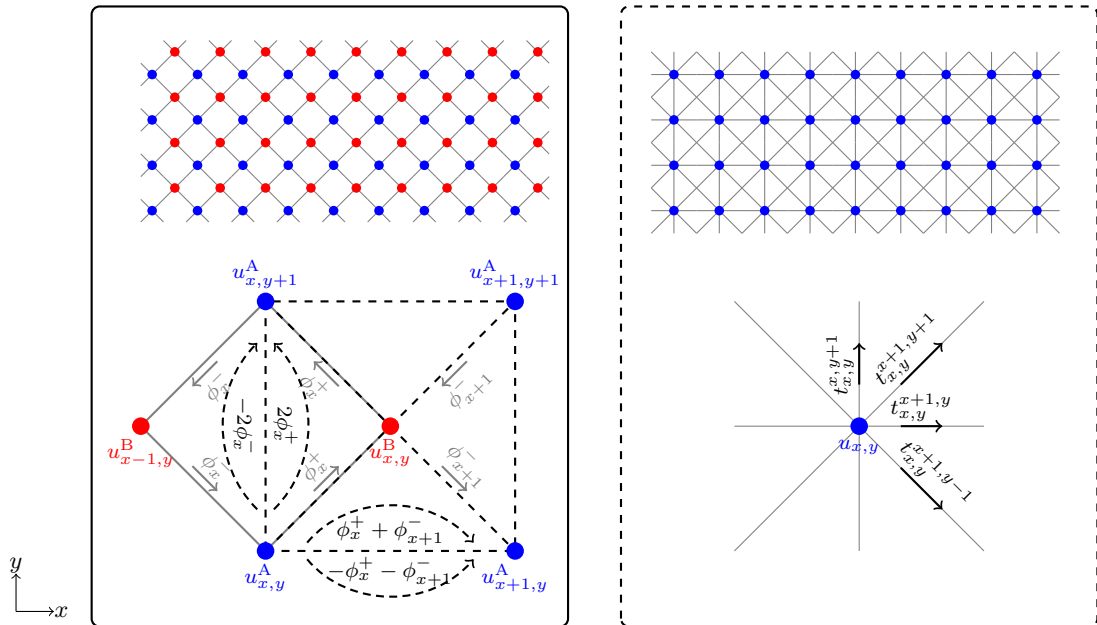 u^A_{x,y+1}
u^A_{x+1,y+1}
ϕ^-_x
ϕ^+_x
ϕ^-_{x+1}
-2ϕ^-_x
2ϕ^+_x
u^B_{x-1,y}
u^B_{x,y}
ϕ^-_x
ϕ^+_x
ϕ^-_{x+1}
ϕ^+_x + ϕ^-_{x+1}
-ϕ^+_x - ϕ^-_{x+1}
u^A_{x,y}
u^A_{x+1,y}
y
x
t^{x,y+1}_{x,y}
t^{x+1,y+1}_{x,y}
t^{x+1,y}_{x,y}
u_{x,y}
t^{x+1,y-1}_{x,y}